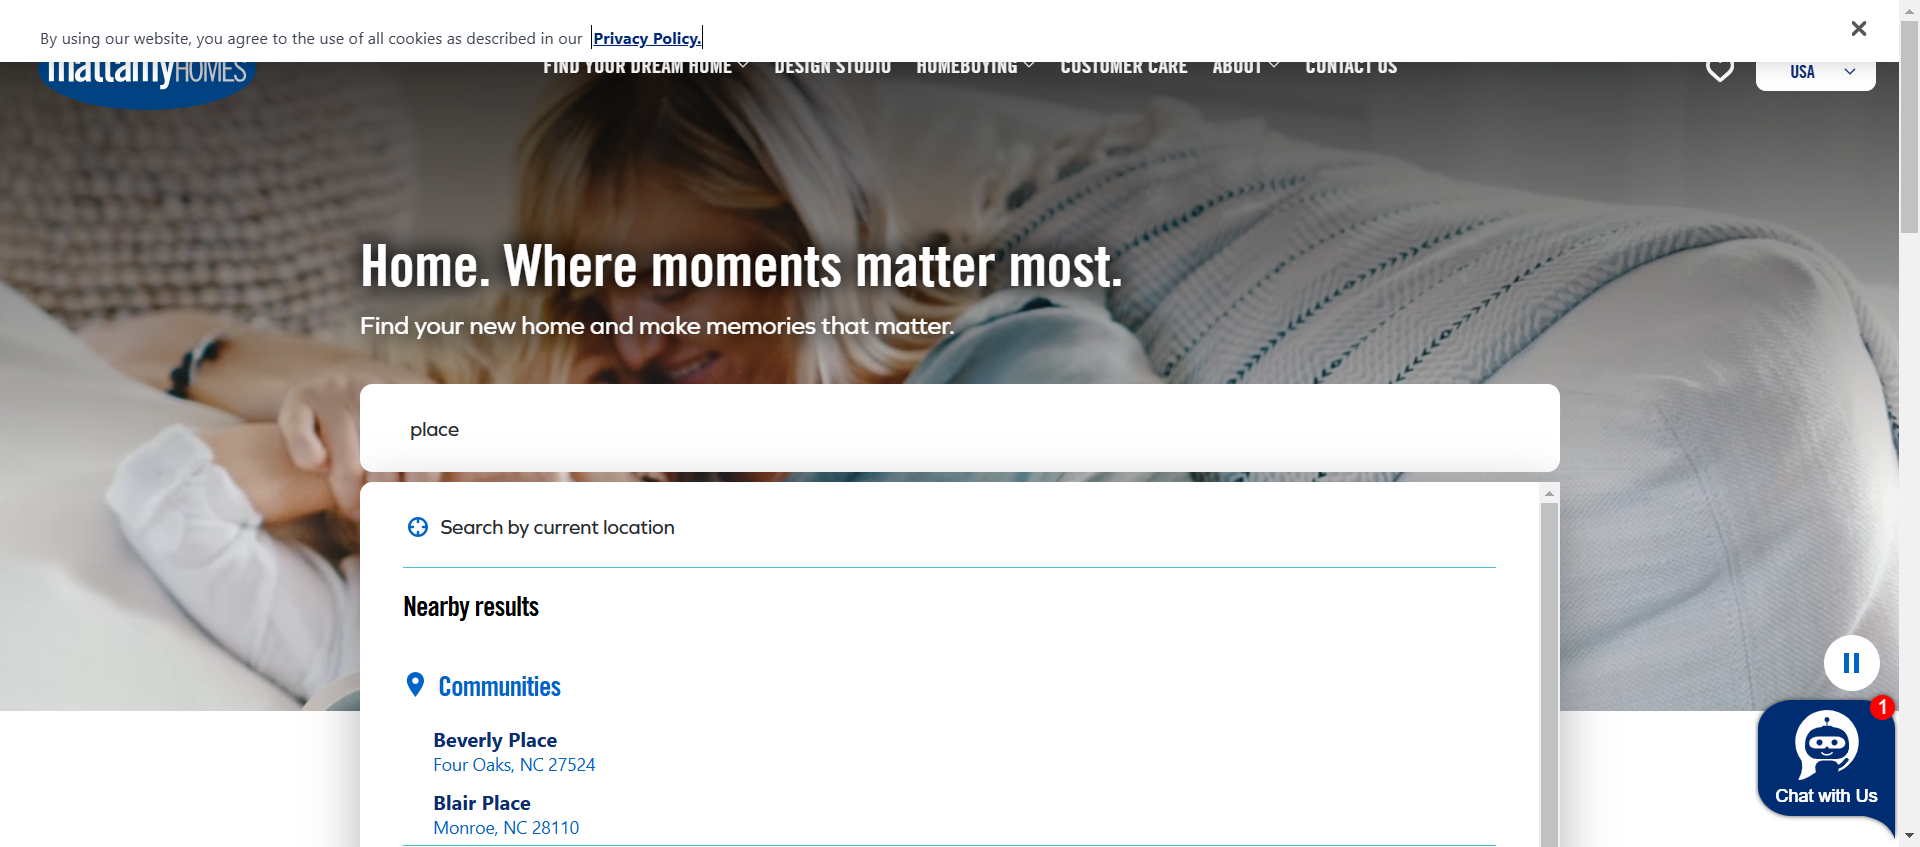 By using our website, you agree to the use of all cookies as described in our Privacy Policy.
mattamyHOMES
FIND YOUR DREAM HOME
DESIGN STUDIO
HOMEBUYING
CUSTOMER CARE
ABOUT
CONTACT US
USA
Home. Where moments matter most.
Find your new home and make memories that matter.
place
Search by current location
Nearby results
Communities
Beverly Place
Four Oaks, NC 27524
Blair Place
Monroe, NC 28110
1
Chat with Us